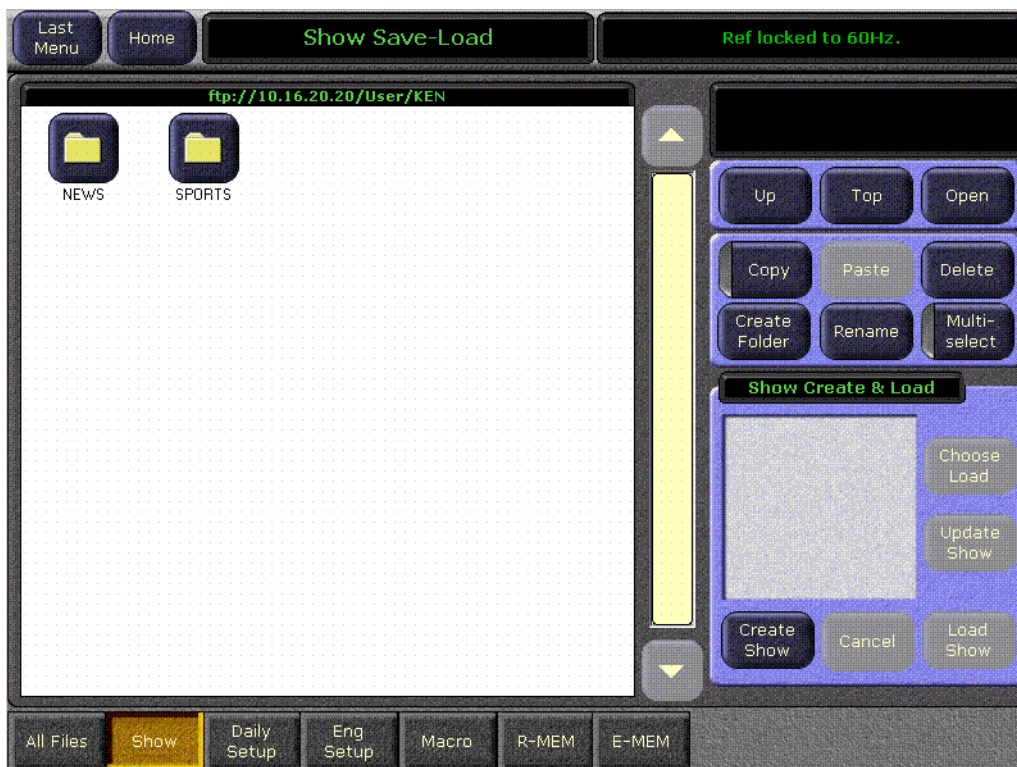 Last
Menu
Home
Show Save-Load
Ref locked to 60Hz.
ftp://10.16.20.20/User/KEN
NEWS
SPORTS
Up
Top
Open
Copy
Paste
Delete
Create
Folder
Rename
Multi-
select
Show Create & Load
Choose
Load
Update
Show
Create
Show
Cancel
Load
Show
All Files
Show
Daily
Setup
Eng
Setup
Macro
R-MEM
E-MEM